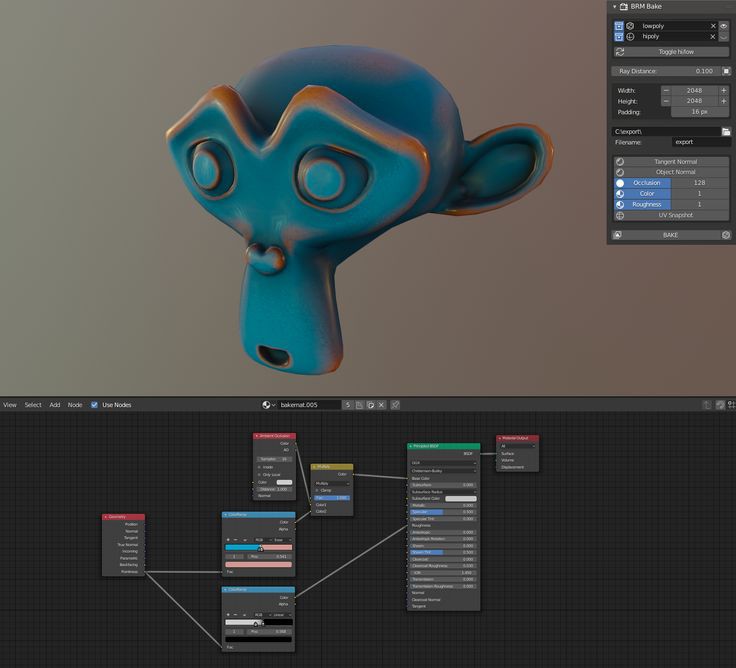 BRM Bake
lowpoly
hipoly
Toggle hi/low
Ray Distance: 0.100
Width: 2048
Height: 2048
Padding: 16 px
C:\export\
Filename: export
Tangent Normal
Object Normal
Occlusion 128
Color 1
Roughness 1
UV Snapshot
BAKE
View Select Add Node Use Nodes bakemat.005 5
Ambient Occlusion
Color
AO
Samples: 16
Inside
Only Local
Color
Distance: 1.000
Normal
Multiply
Color
Multiply
Clamp
Fac: 1.000
Color1
Color2
Principled BSDF
BSDF
GGX
Christensen-Burley
Base Color
Subsurface: 0.000
Subsurface Radius
Subsurface Color
Metallic: 0.000
Specular: 0.500
Specular Tint: 0.000
Roughness
Anisotropic: 0.000
Anisotropic Rotation: 0.000
Sheen: 0.000
Sheen Tint: 0.500
Clearcoat: 0.000
Clearcoat Roughness: 0.030
IOR: 1.450
Transmission: 0.000
Transmission Roughness: 0.000
Normal
Clearcoat Normal
Tangent
Material Output
All
Surface
Volume
Displacement
Geometry
Position
Normal
Tangent
True Normal
Incoming
Parametric
Backfacing
Pointiness
ColorRamp
Color
Alpha
RGB Ease
1 Pos: 0.541
Fac
ColorRamp
Color
Alpha
RGB Linear
1 Pos:
Fac